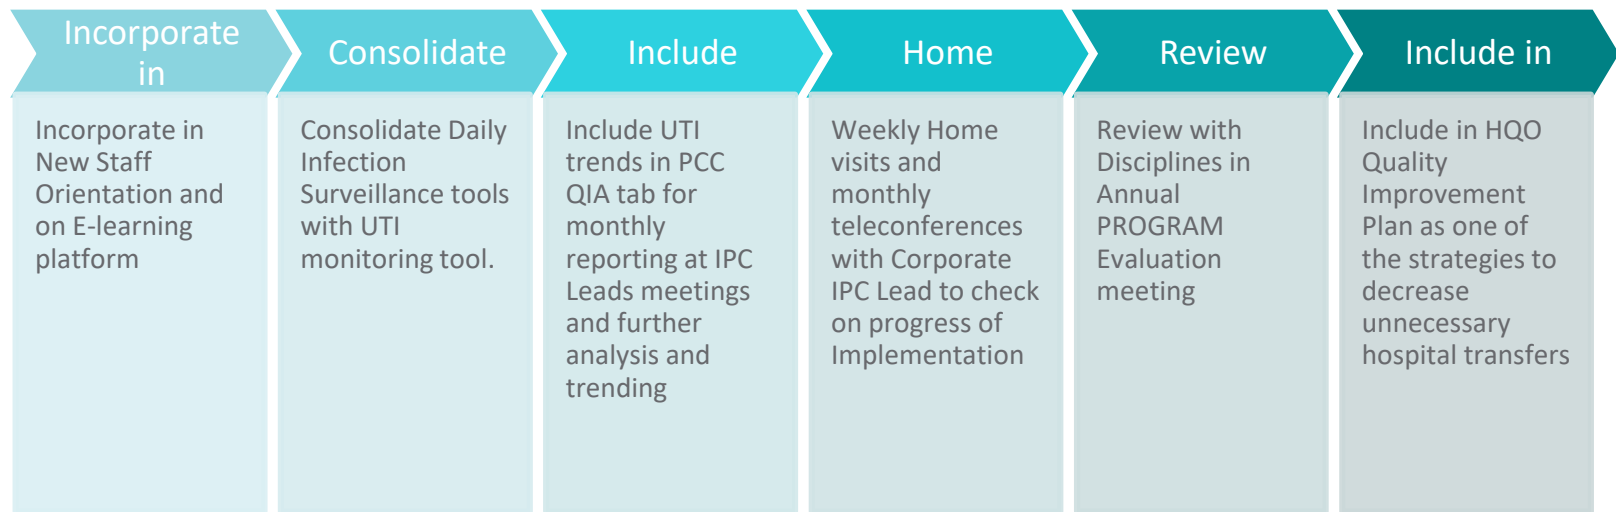 Incorporate
in
Consolidate
Include
Home
Review
Include in
Incorporate in
New Staff
Orientation and
on E-learning
platform
Consolidate Daily
Infection
Surveillance tools
with UTI
monitoring tool.
Include UTI
trends in PCC
QIA tab for
monthly
reporting at IPC
Leads meetings
and further
analysis and
trending
Weekly Home
visits and
monthly
teleconferences
with Corporate
IPC Lead to check
on progress of
Implementation
Review with
Disciplines in
Annual
PROGRAM
Evaluation
meeting
Include in HQO
Quality
Improvement
Plan as one of
the strategies to
decrease
unnecessary
hospital transfers